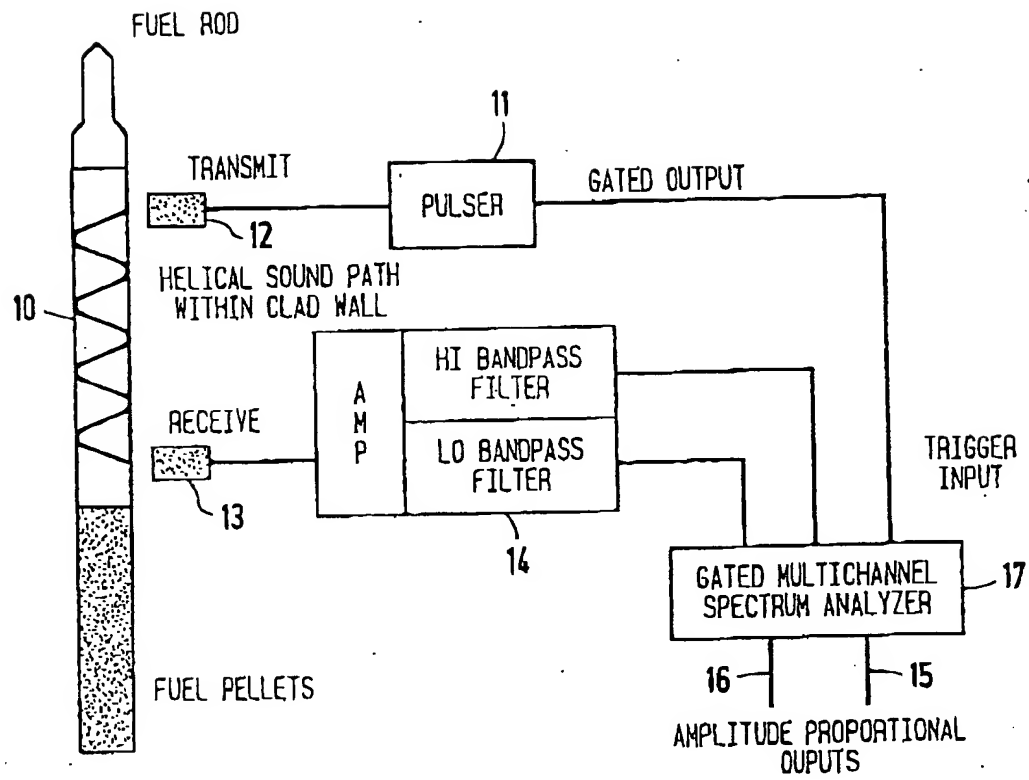 FUEL ROD
11
TRANSMIT
PULSER
GATED OUTPUT
12
HELICAL SOUND PATH
WITHIN CLAD WALL
10
AMP
HI BANDPASS
FILTER
LO BANDPASS
FILTER
RECEIVE
13
14
TRIGGER
INPUT
GATED MULTICHANNEL
SPECTRUM ANALYZER
17
FUEL PELLETS
16
15
AMPLITUDE PROPORTIONAL
OUPUTS